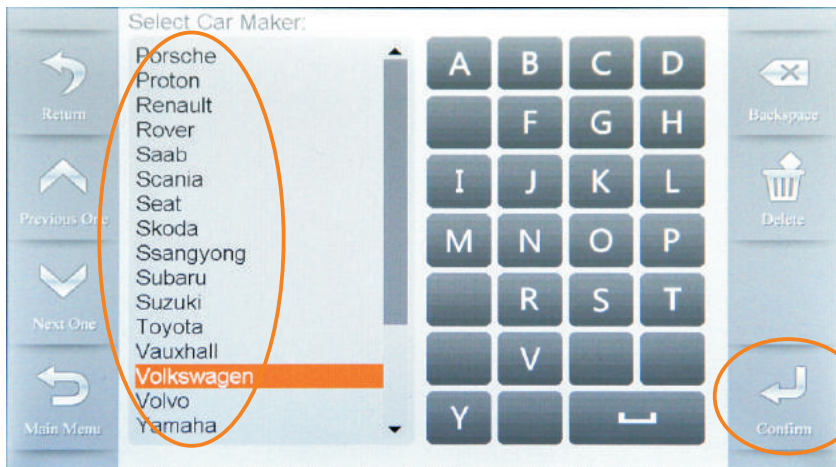 Select Car Maker:
Porsche
Proton
Renault
Rover
Saab
Scania
Seat
Skoda
Ssangyong
Subaru
Suzuki
Toyota
Vauxhall
Volkswagen
Volvo
Yamaha
A B C D
F G H
I J K L
M N O P
R S T
V
Y
Return
Previous One
Next One
Main Menu
Backspace
Delete
Confirm